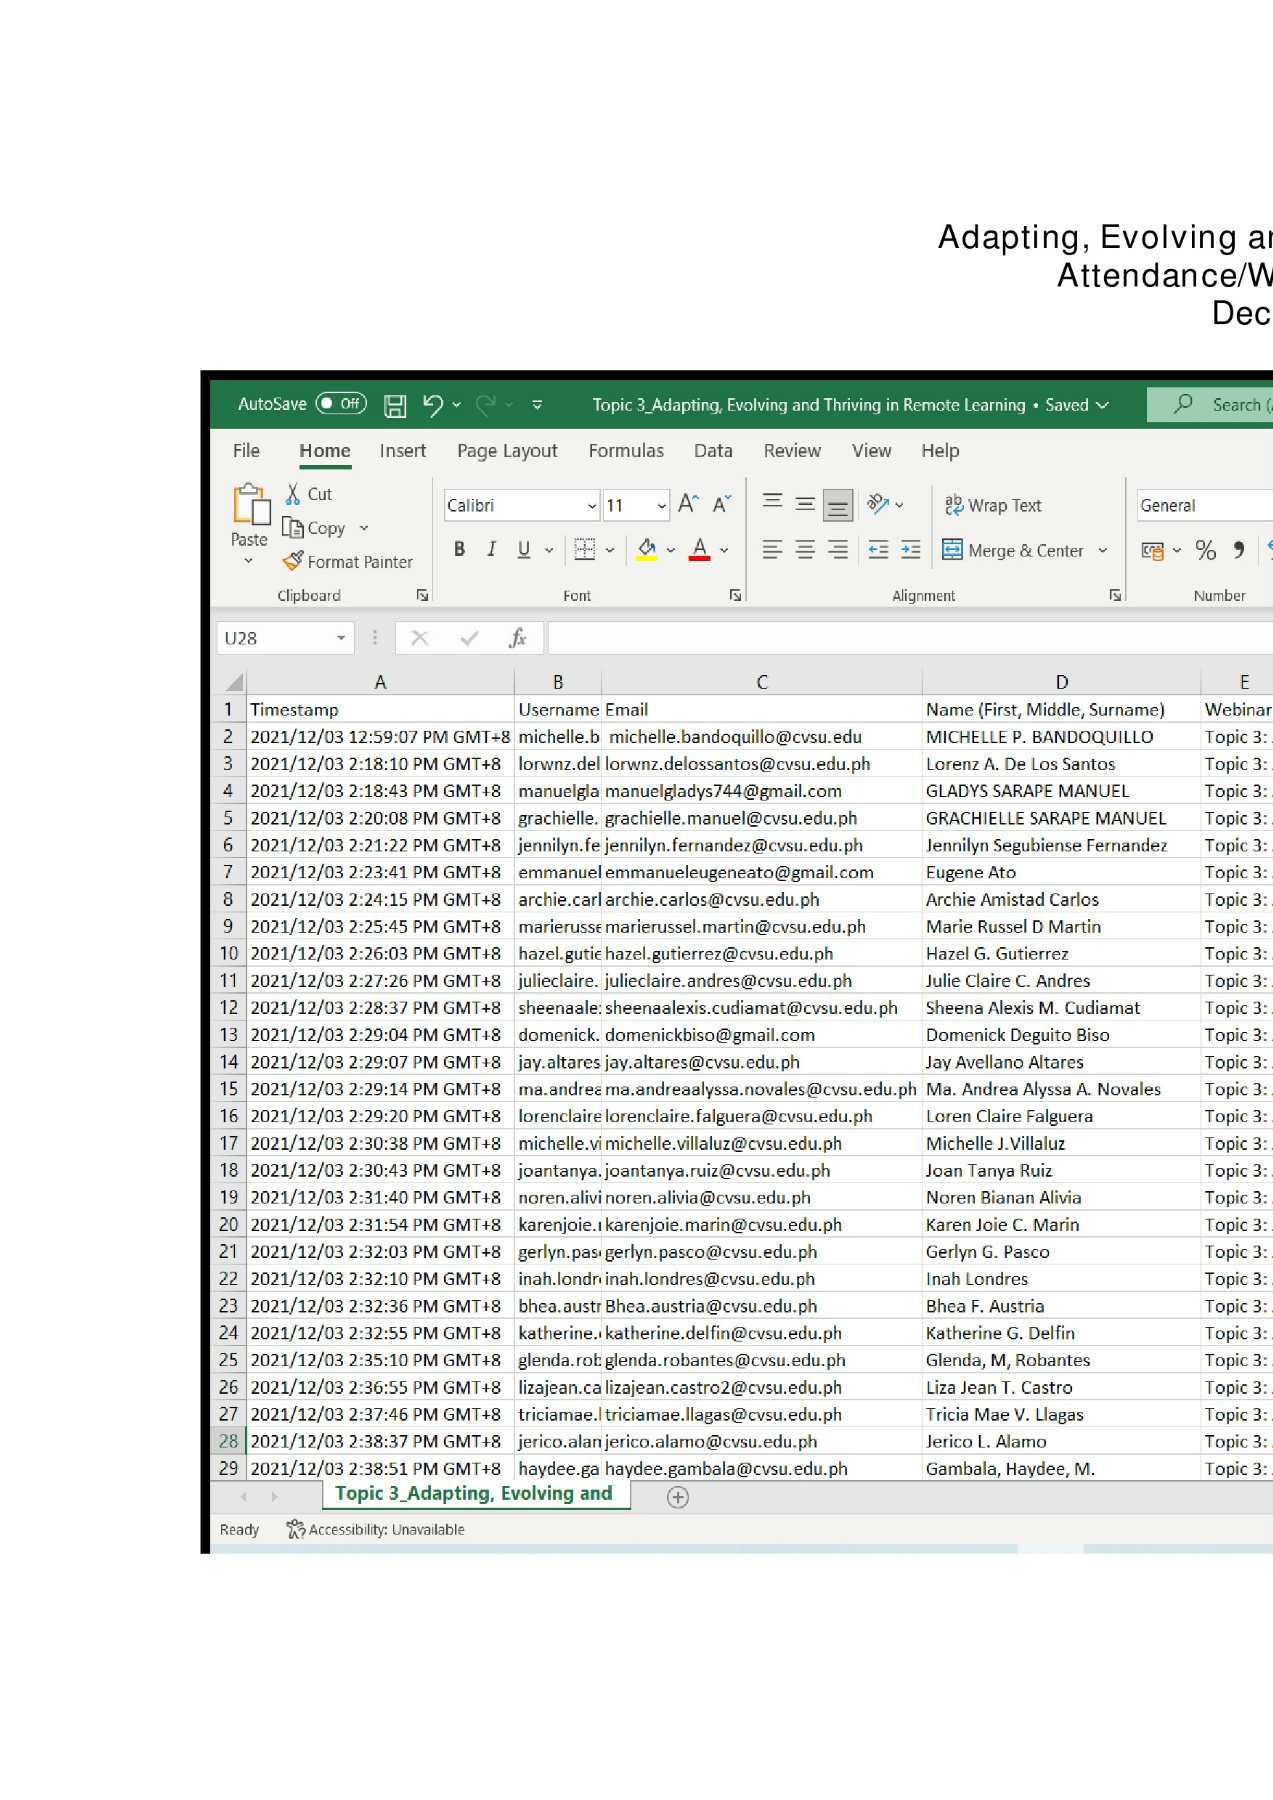 Adapting, Evolving an
Attendance/W
Dec
AutoSave Off Topic 3_Adapting, Evolving and Thriving in Remote Learning • Saved Search (
File Home Insert Page Layout Formulas Data Review View Help
Paste Cut Copy Format Painter Calibri 11 A A ab Wrap Text General
B I U A Merge & Center % 9
Clipboard Font Alignment Number
U28 fx
A B C D E
1 Timestamp Username Email Name (First, Middle, Surname) Webinar
2 2021/12/03 12:59:07 PM GMT+8 michelle.b michelle.bandoquillo@cvsu.edu MICHELLE P. BANDOQUILLO Topic 3: .
3 2021/12/03 2:18:10 PM GMT+8 lorwnz.del lorwnz.delossantos@cvsu.edu.ph Lorenz A. De Los Santos Topic 3: .
4 2021/12/03 2:18:43 PM GMT+8 manuelgla manuelgladys744@gmail.com GLADYS SARAPE MANUEL Topic 3: .
5 2021/12/03 2:20:08 PM GMT+8 grachielle. grachielle.manuel@cvsu.edu.ph GRACHIELLE SARAPE MANUEL Topic 3: .
6 2021/12/03 2:21:22 PM GMT+8 jennilyn.fe jennilyn.fernandez@cvsu.edu.ph Jennilyn Segubiense Fernandez Topic 3: .
7 2021/12/03 2:23:41 PM GMT+8 emmanuel emmanueleugeneato@gmail.com Eugene Ato Topic 3: .
8 2021/12/03 2:24:15 PM GMT+8 archie.carl archie.carlos@cvsu.edu.ph Archie Amistad Carlos Topic 3: .
9 2021/12/03 2:25:45 PM GMT+8 marierusse marierussel.martin@cvsu.edu.ph Marie Russel D Martin Topic 3: .
10 2021/12/03 2:26:03 PM GMT+8 hazel.gutie hazel.gutierrez@cvsu.edu.ph Hazel G. Gutierrez Topic 3: .
11 2021/12/03 2:27:26 PM GMT+8 julieclaire. julieclaire.andres@cvsu.edu.ph Julie Claire C. Andres Topic 3: .
12 2021/12/03 2:28:37 PM GMT+8 sheenaale: sheenaalexis.cudiamat@cvsu.edu.ph Sheena Alexis M. Cudiamat Topic 3: .
13 2021/12/03 2:29:04 PM GMT+8 domenick. domenickbiso@gmail.com Domenick Deguito Biso Topic 3: .
14 2021/12/03 2:29:07 PM GMT+8 jay.altares jay.altares@cvsu.edu.ph Jay Avellano Altares Topic 3: .
15 2021/12/03 2:29:14 PM GMT+8 ma.andrea ma.andreaalyssa.novales@cvsu.edu.ph Ma. Andrea Alyssa A. Novales Topic 3: .
16 2021/12/03 2:29:20 PM GMT+8 lorenclaire lorenclaire.falguera@cvsu.edu.ph Loren Claire Falguera Topic 3: .
17 2021/12/03 2:30:38 PM GMT+8 michelle.vi michelle.villaluz@cvsu.edu.ph Michelle J.Villaluz Topic 3: .
18 2021/12/03 2:30:43 PM GMT+8 joantanya. joantanya.ruiz@cvsu.edu.ph Joan Tanya Ruiz Topic 3: .
19 2021/12/03 2:31:40 PM GMT+8 noren.alivi noren.alivia@cvsu.edu.ph Noren Bianan Alivia Topic 3: .
20 2021/12/03 2:31:54 PM GMT+8 karenjoie.r karenjoie.marin@cvsu.edu.ph Karen Joie C. Marin Topic 3: .
21 2021/12/03 2:32:03 PM GMT+8 gerlyn.pas gerlyn.pasco@cvsu.edu.ph Gerlyn G. Pasco Topic 3: .
22 2021/12/03 2:32:10 PM GMT+8 inah.londr inah.londres@cvsu.edu.ph Inah Londres Topic 3: .
23 2021/12/03 2:32:36 PM GMT+8 bhea.austr Bhea.austria@cvsu.edu.ph Bhea F. Austria Topic 3: .
24 2021/12/03 2:32:55 PM GMT+8 katherine. katherine.delfin@cvsu.edu.ph Katherine G. Delfin Topic 3: .
25 2021/12/03 2:35:10 PM GMT+8 glenda.rob glenda.robantes@cvsu.edu.ph Glenda, M, Robantes Topic 3: .
26 2021/12/03 2:36:55 PM GMT+8 lizajean.ca lizajean.castro2@cvsu.edu.ph Liza Jean T. Castro Topic 3: .
27 2021/12/03 2:37:46 PM GMT+8 triciamae.l triciamae.llagas@cvsu.edu.ph Tricia Mae V. Llagas Topic 3: .
28 2021/12/03 2:38:37 PM GMT+8 jerico.alan jerico.alamo@cvsu.edu.ph Jerico L. Alamo Topic 3: .
29 2021/12/03 2:38:51 PM GMT+8 haydee.ga haydee.gambala@cvsu.edu.ph Gambala, Haydee, M. Topic 3: .
Topic 3_Adapting, Evolving and
Ready Accessibility: Unavailable